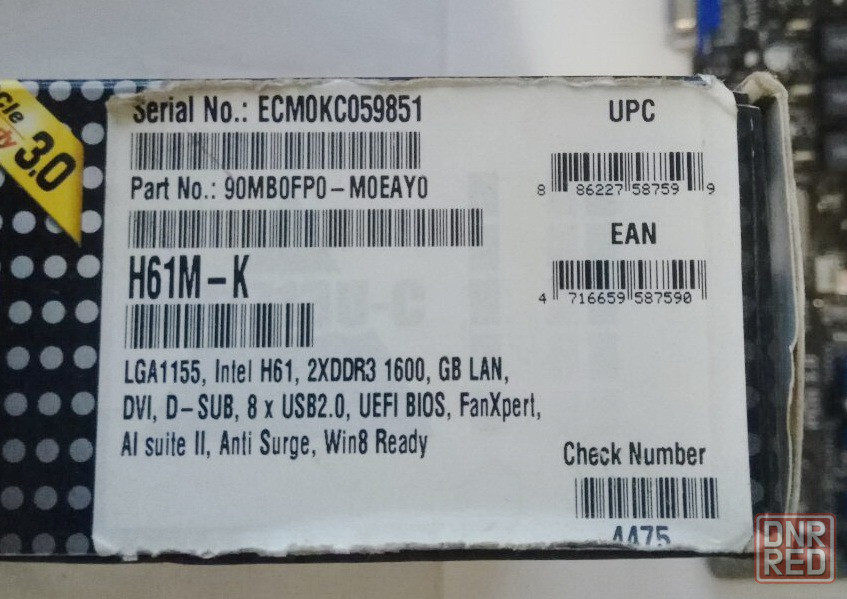 3.0
Serial No.: ECM0KC059851
Part No.: 90MB0FP0-M0EAY0
H61M-K
LGA1155, Intel H61, 2XDDR3 1600, GB LAN,
DVI, D-SUB, 8 x USB2.0, UEFI BIOS, FanXpert,
AI suite II, Anti Surge, Win8 Ready
UPC
8 86227 58759 9
EAN
4 716659 587590
Check Number
4475
DNR
RED